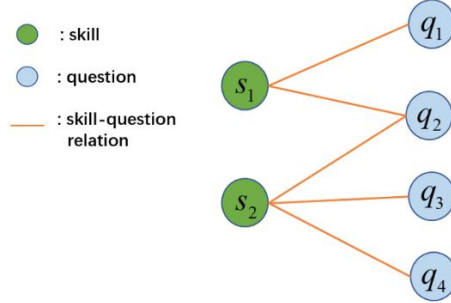 : skill
: question
: skill-question
relation
s₁
s₂
q₁
q₂
q₃
q₄